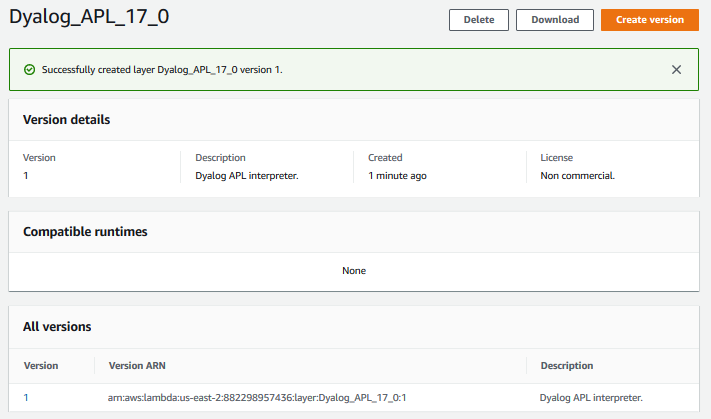 Dyalog_APL_17_0
Delete
Download
Create version
Successfully created layer Dyalog_APL_17_0 version 1.
Version details
Version
Description
Created
License
1
Dyalog APL interpreter.
1 minute ago
Non commercial.
Compatible runtimes
None
All versions
Version
Version ARN
Description
1
arn:aws:lambda:us-east-2:882298957436:layer:Dyalog_APL_17_0:1
Dyalog APL interpreter.